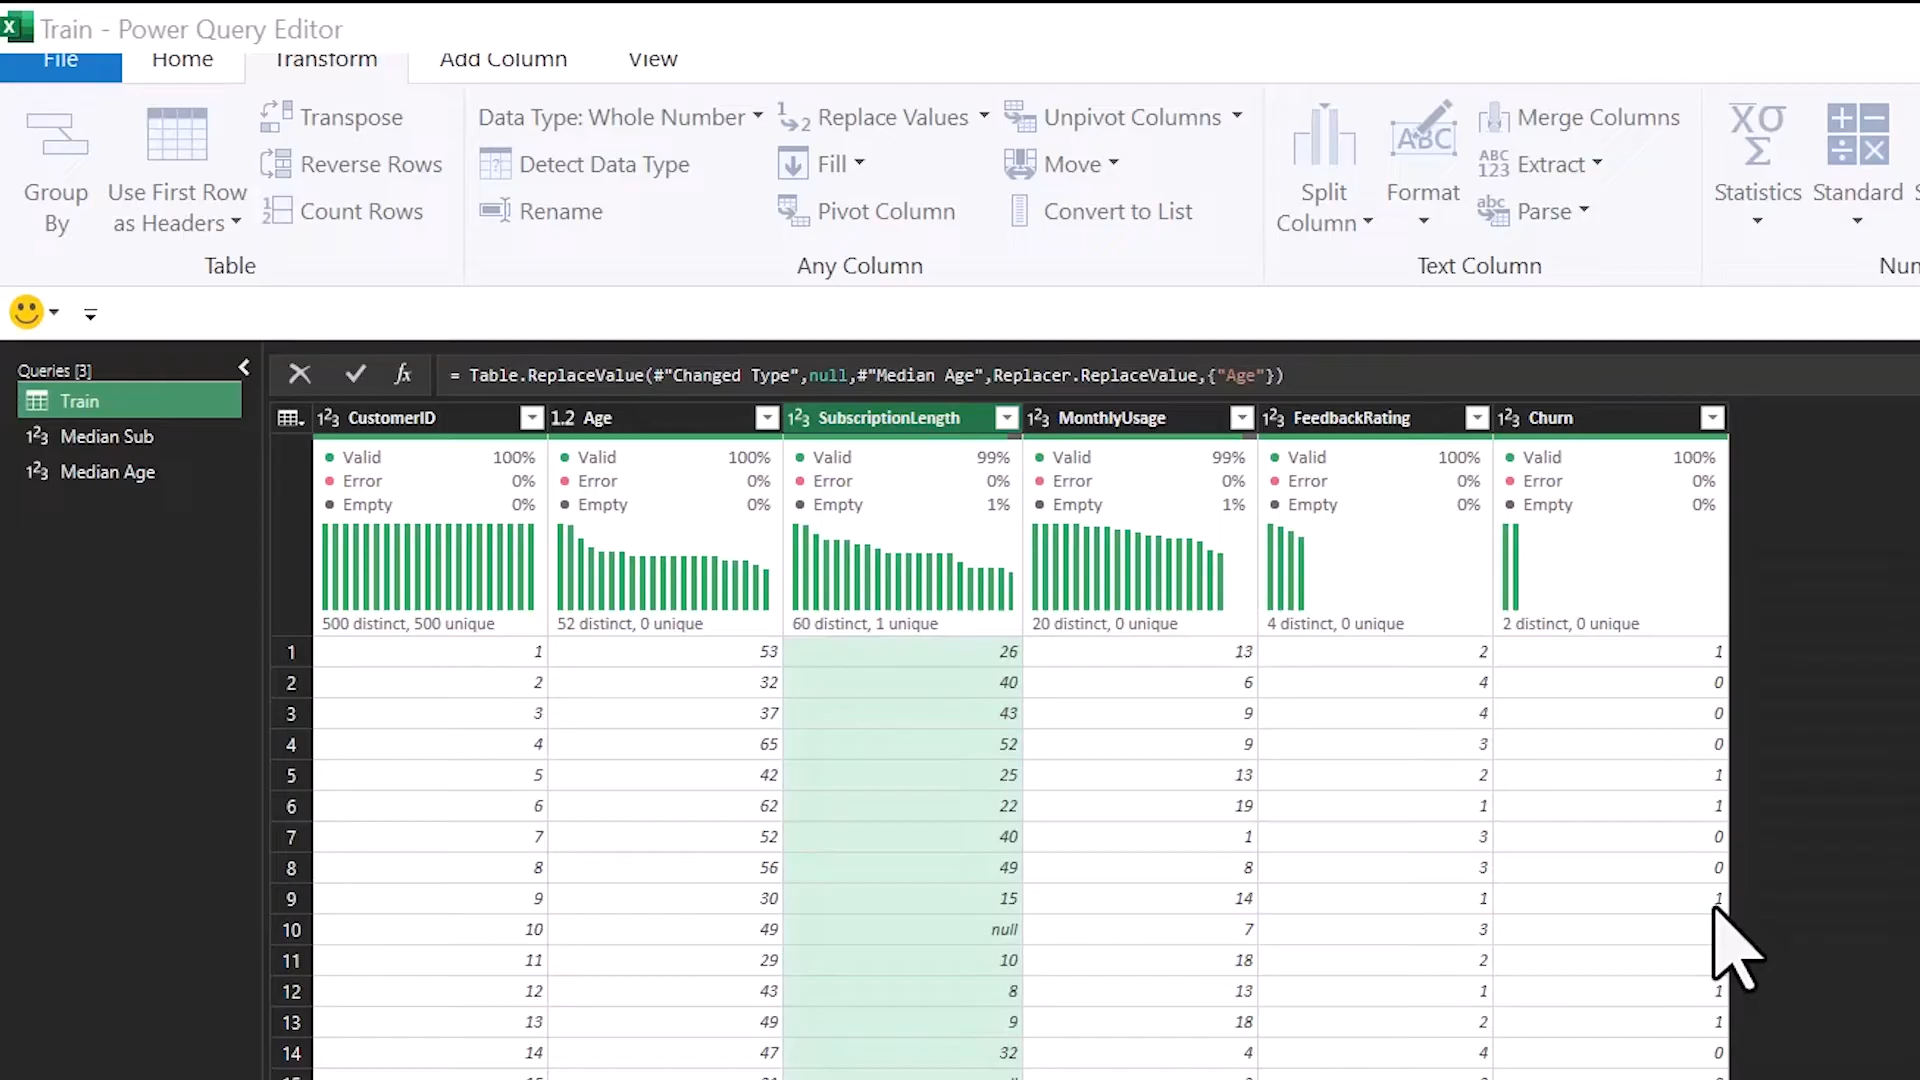 Train - Power Query Editor
File Home Transform Add Column View
Transpose Data Type: Whole Number Replace Values Unpivot Columns Merge Columns
Reverse Rows Detect Data Type Fill Move Extract
Count Rows Rename Pivot Column Convert to List Parse
Group By
Use First Row as Headers
Split Column
Format
Statistics
Standard
Table Any Column Text Column
Queries [3]
Train
Median Sub
Median Age
= Table.ReplaceValue(#"Changed Type",null,#"Median Age",Replacer.ReplaceValue,{"Age"})
CustomerID 1.2 Age SubscriptionLength MonthlyUsage FeedbackRating Churn
Valid 100% Valid 100% Valid 99% Valid 99% Valid 100% Valid 100%
Error 0% Error 0% Error 0% Error 0% Error 0% Error 0%
Empty 0% Empty 0% Empty 1% Empty 1% Empty 0% Empty 0%
500 distinct, 500 unique 52 distinct, 0 unique 60 distinct, 1 unique 20 distinct, 0 unique 4 distinct, 0 unique 2 distinct, 0 unique
1 1 53 26 13 2 1
2 2 32 40 6 4 0
3 3 37 43 9 4 0
4 4 65 52 9 3 0
5 5 42 25 13 2 1
6 6 62 22 19 1 1
7 7 52 40 1 3 0
8 8 56 49 8 3 0
9 9 30 15 14 1 1
10 10 49 null 7 3
11 11 29 10 18 2
12 12 43 8 13 1 1
13 13 49 9 18 2 1
14 14 47 32 4 4 0